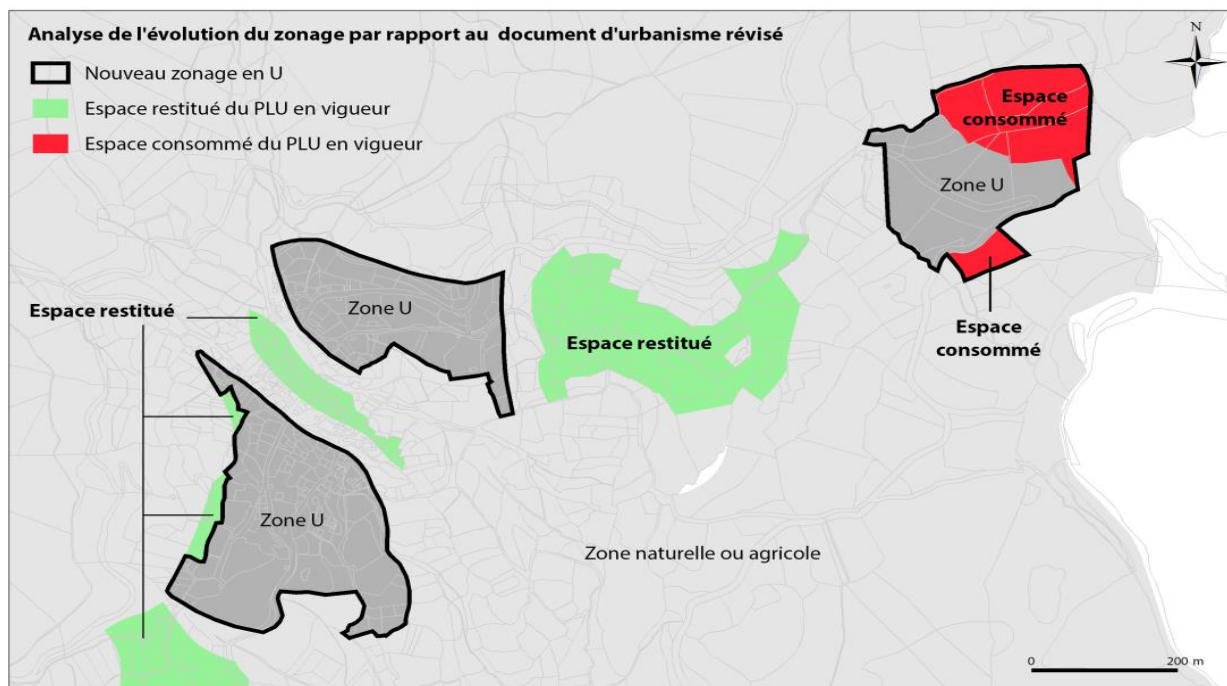 Analyse de l'évolution du zonage par rapport au document d'urbanisme révisé
Nouveau zonage en U
Espace restitué du PLU en vigueur
Espace consommé du PLU en vigueur
N
Espace
consommé
Zone U
Zone U
Espace restitué
Espace restitué
Espace
consommé
Zone U
Zone naturelle ou agricole
0
200 m